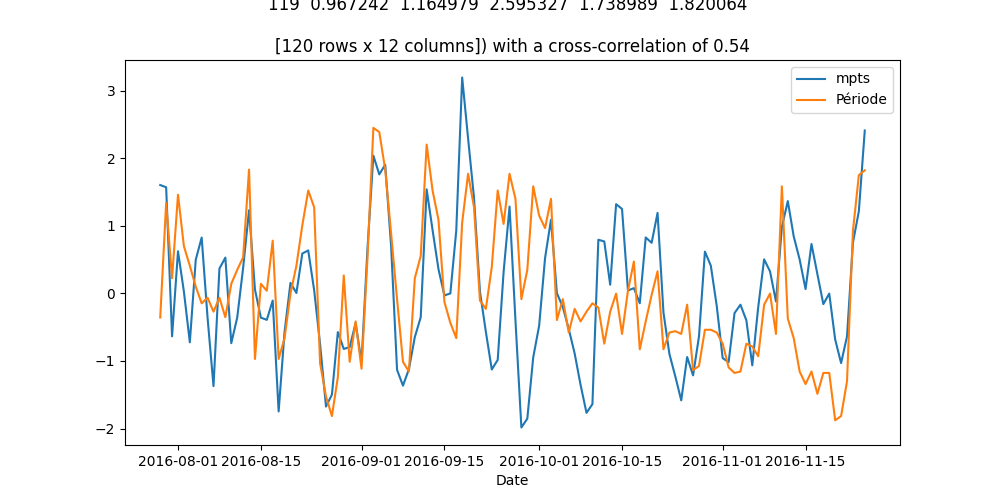 119  0.967242  1.164979  2.595327  1.738989  1.820064
[120 rows x 12 columns]) with a cross-correlation of 0.54
mpts
Période
3
2
1
0
−1
−2
2016-08-01 2016-08-15 2016-09-01 2016-09-15 2016-10-01 2016-10-15 2016-11-01 2016-11-15
Date